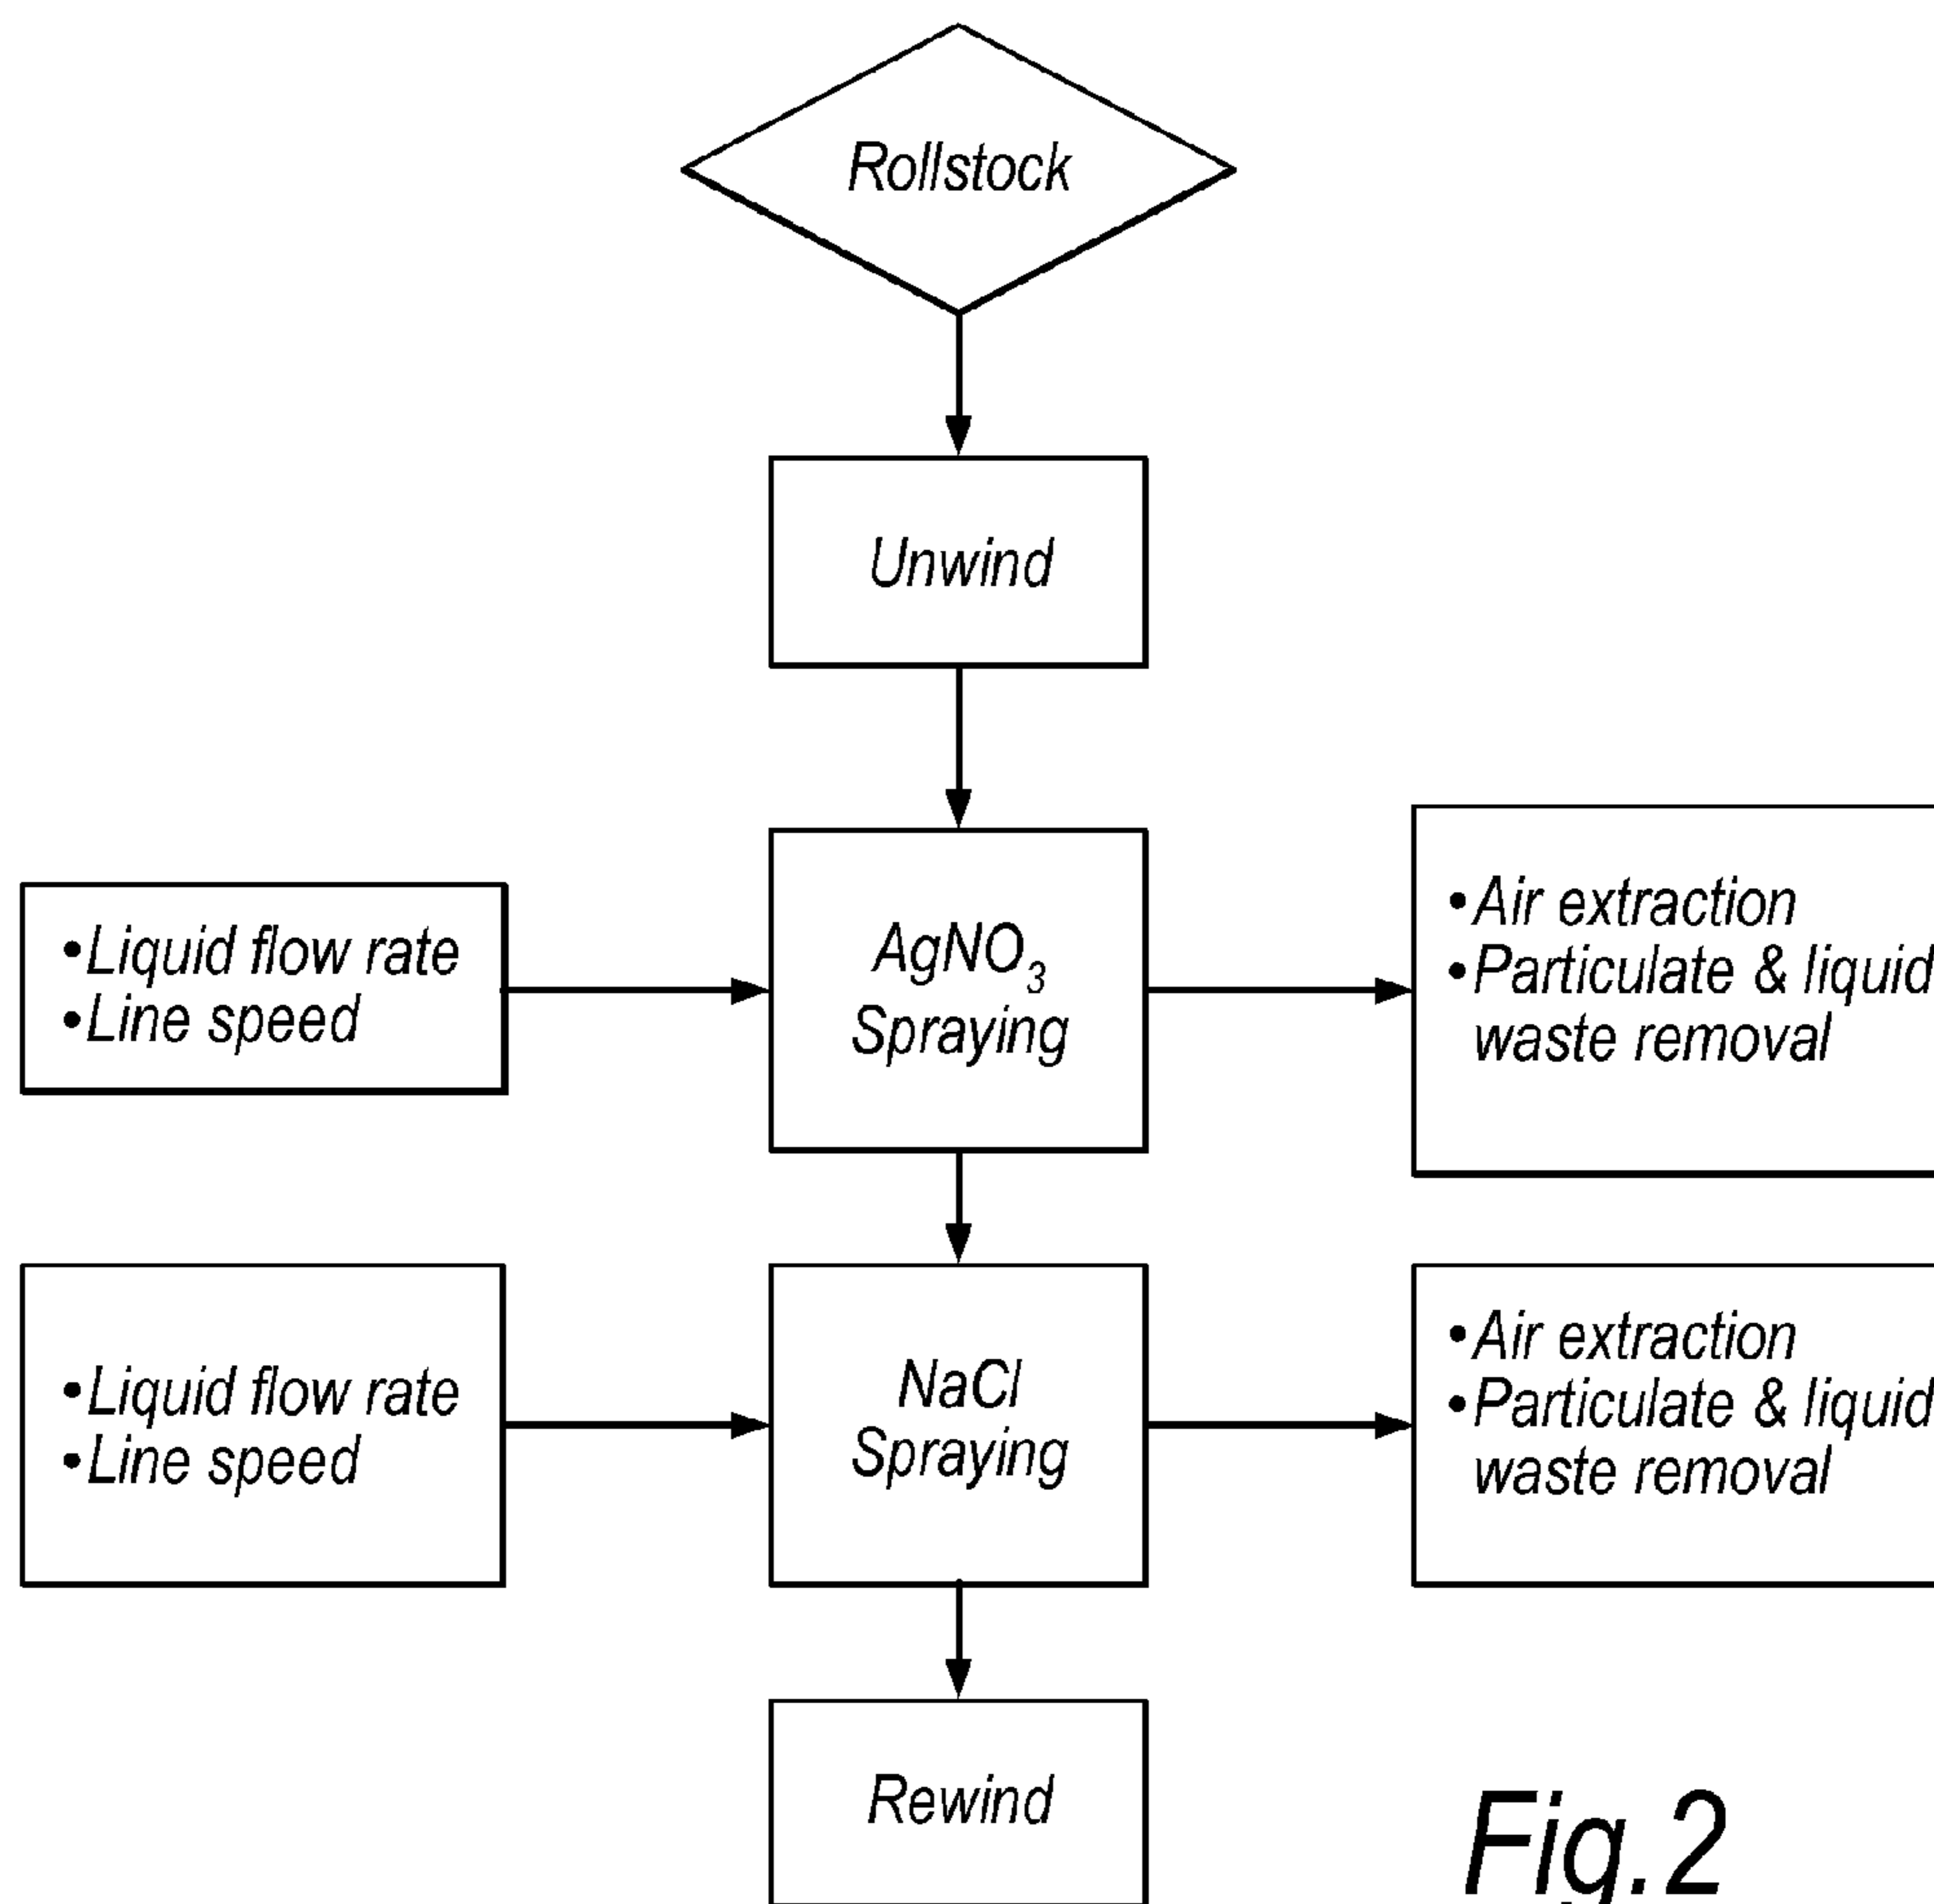 Rollstock
Unwind
•Liquid flow rate
•Line speed
AgNO₃
Spraying
•Air extraction
•Particulate & liquid
waste removal
•Liquid flow rate
•Line speed
NaCl
Spraying
•Air extraction
•Particulate & liquid
waste removal
Rewind
Fig.2